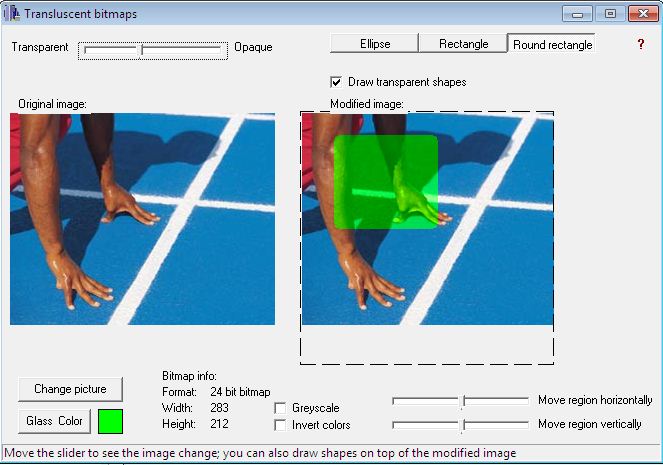 Transluscent bitmaps
Transparent
Opaque
Ellipse
Rectangle
Round rectangle
?
Draw transparent shapes
Original image:
Modified image:
Change picture
Glass Color
Bitmap info:
Format: 24 bit bitmap
Width: 283
Height: 212
Greyscale
Invert colors
Move region horizontally
Move region vertically
Move the slider to see the image change; you can also draw shapes on top of the modified image